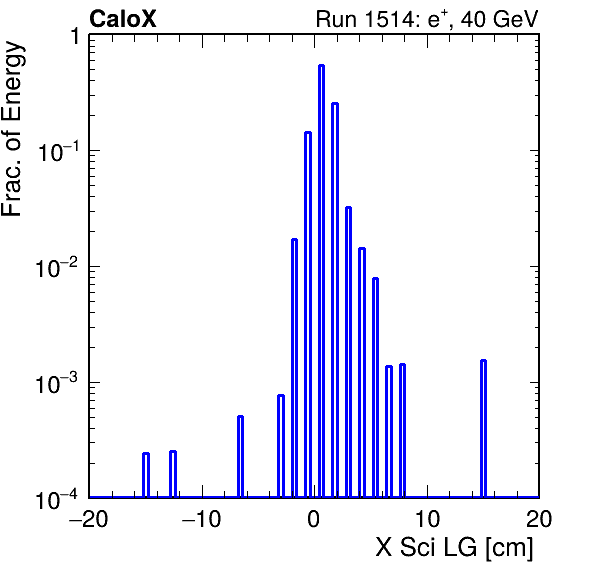 CaloX Run 1514: e⁺, 40 GeV
Frac. of Energy
1
10⁻¹
10⁻²
10⁻³
10⁻⁴
−20 −10 0 10 20
X Sci LG [cm]